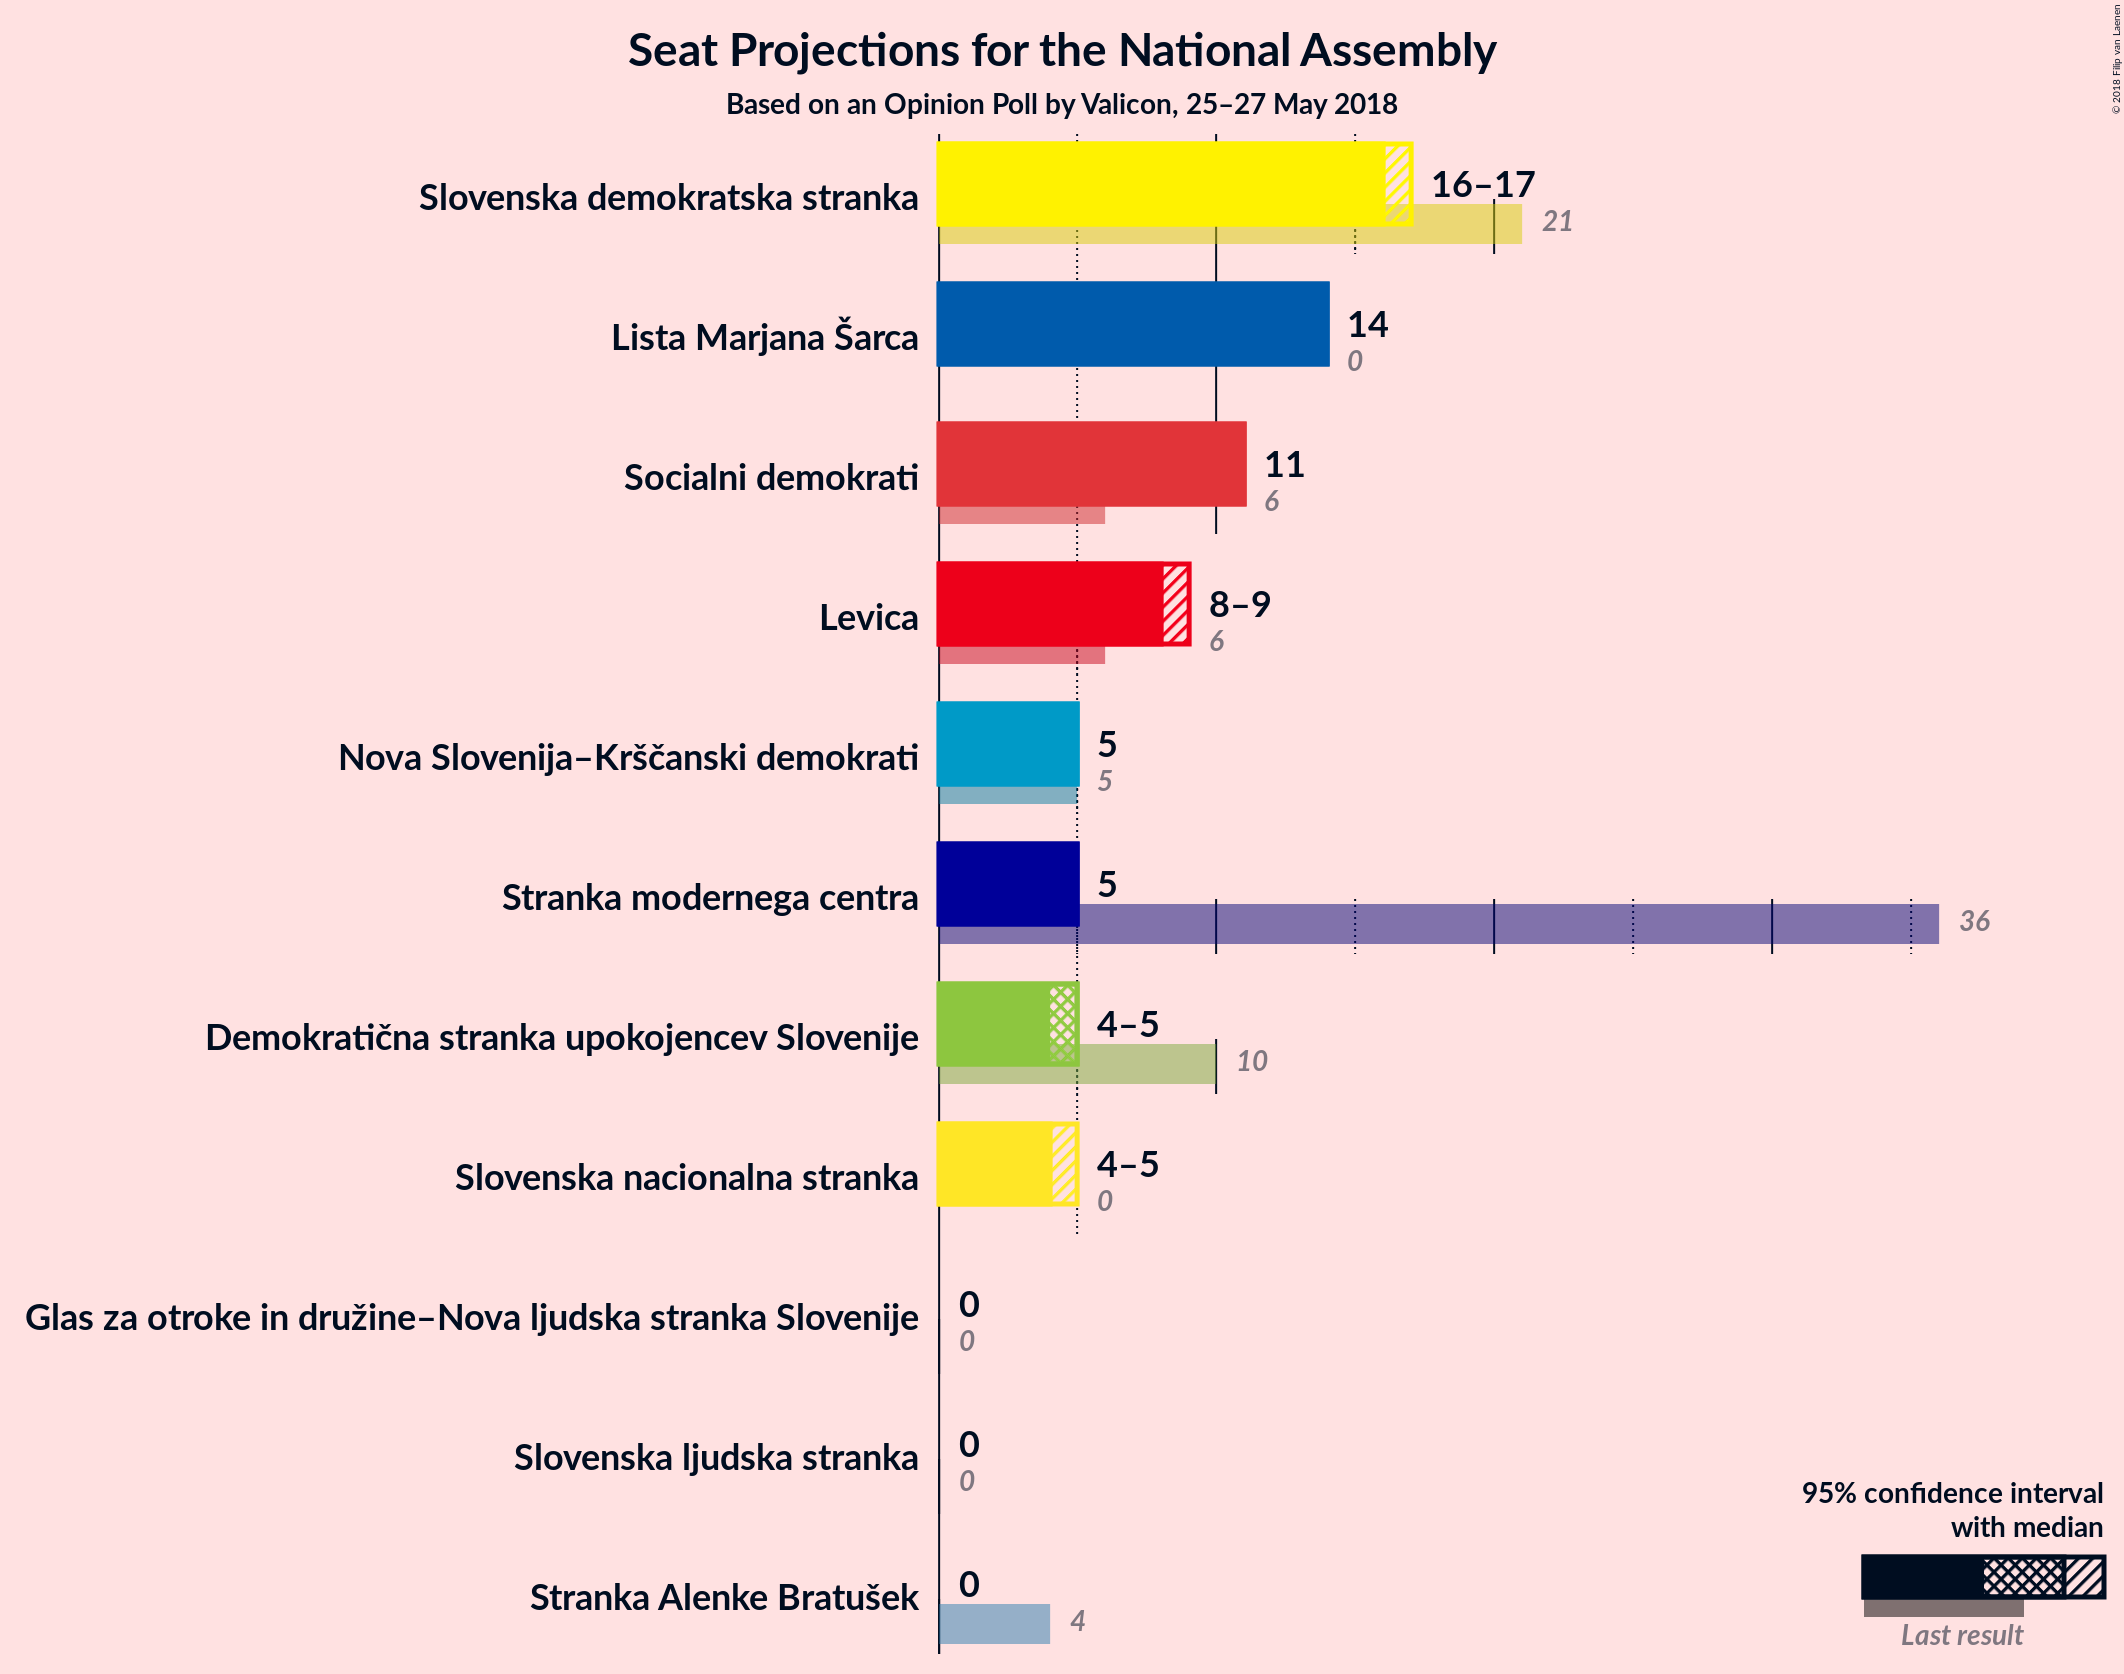 Seat Projections for the National Assembly
Based on an Opinion Poll by Valicon, 25–27 May 2018
© 2018 Filip van Laenen
Slovenska demokratska stranka
16–17
21
Lista Marjana Šarca
14
0
Socialni demokrati
11
6
Levica
8–9
6
Nova Slovenija–Krščanski demokrati
5
5
Stranka modernega centra
5
36
Demokratična stranka upokojencev Slovenije
4–5
10
Slovenska nacionalna stranka
4–5
0
Glas za otroke in družine–Nova ljudska stranka Slovenije
0
0
Slovenska ljudska stranka
0
0
Stranka Alenke Bratušek
0
4
95% confidence interval
with median
Last result